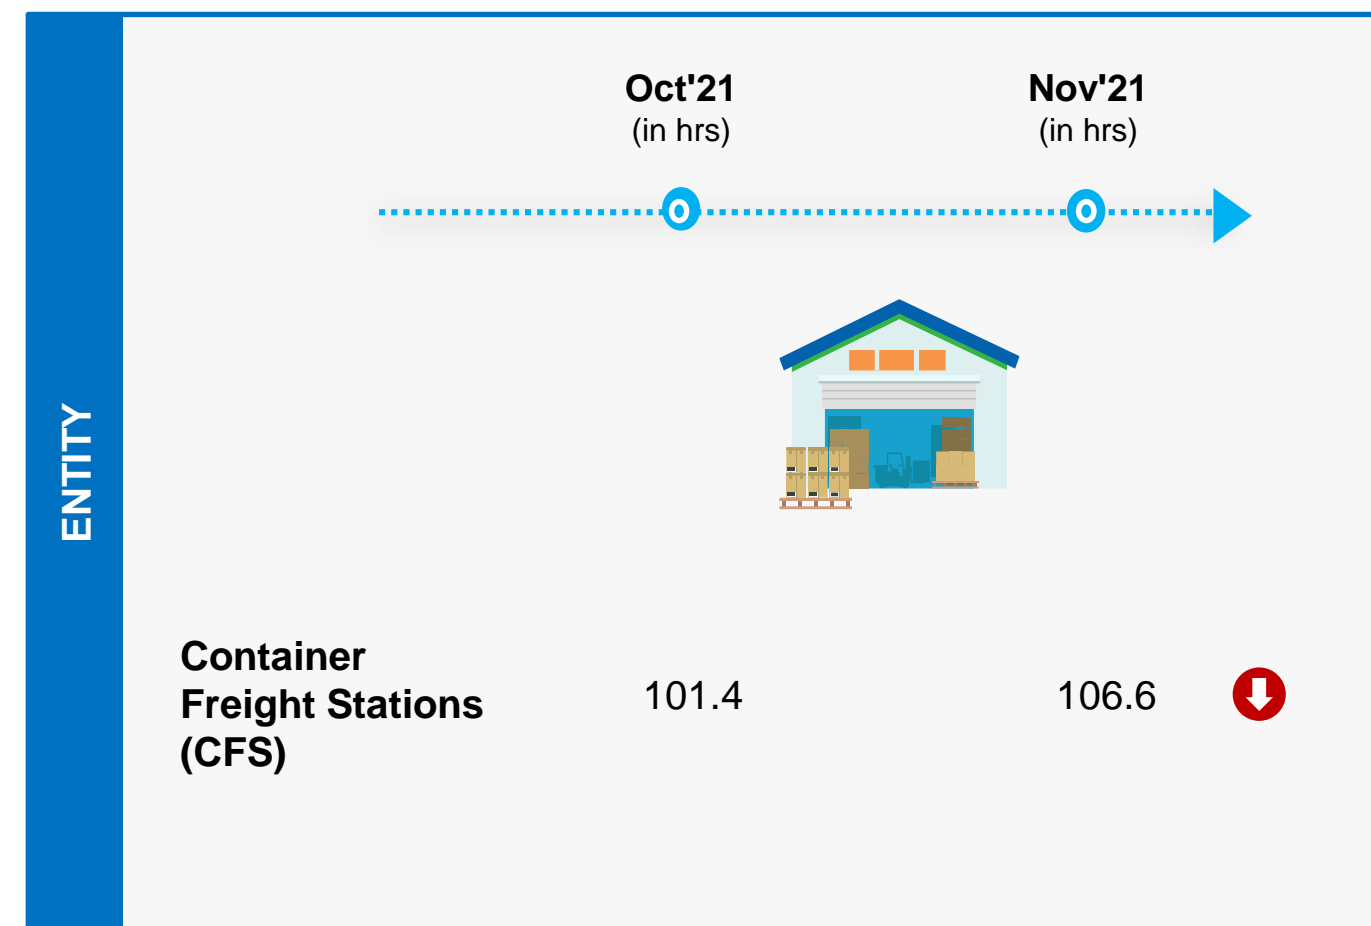 Oct'21
(in hrs)
Nov'21
(in hrs)
ENTITY
Container
Freight Stations
(CFS)
101.4
106.6